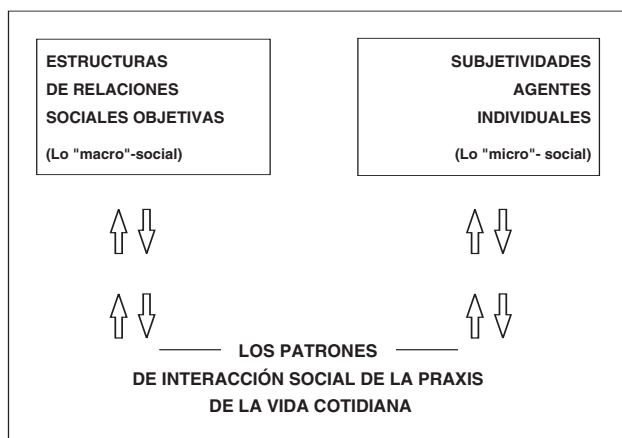 ESTRUCTURAS
DE RELACIONES
SOCIALES OBJETIVAS
(Lo "macro"-social)
SUBJETIVIDADES
AGENTES
INDIVIDUALES
(Lo "micro"- social)
LOS PATRONES
DE INTERACCIÓN SOCIAL DE LA PRAXIS
DE LA VIDA COTIDIANA